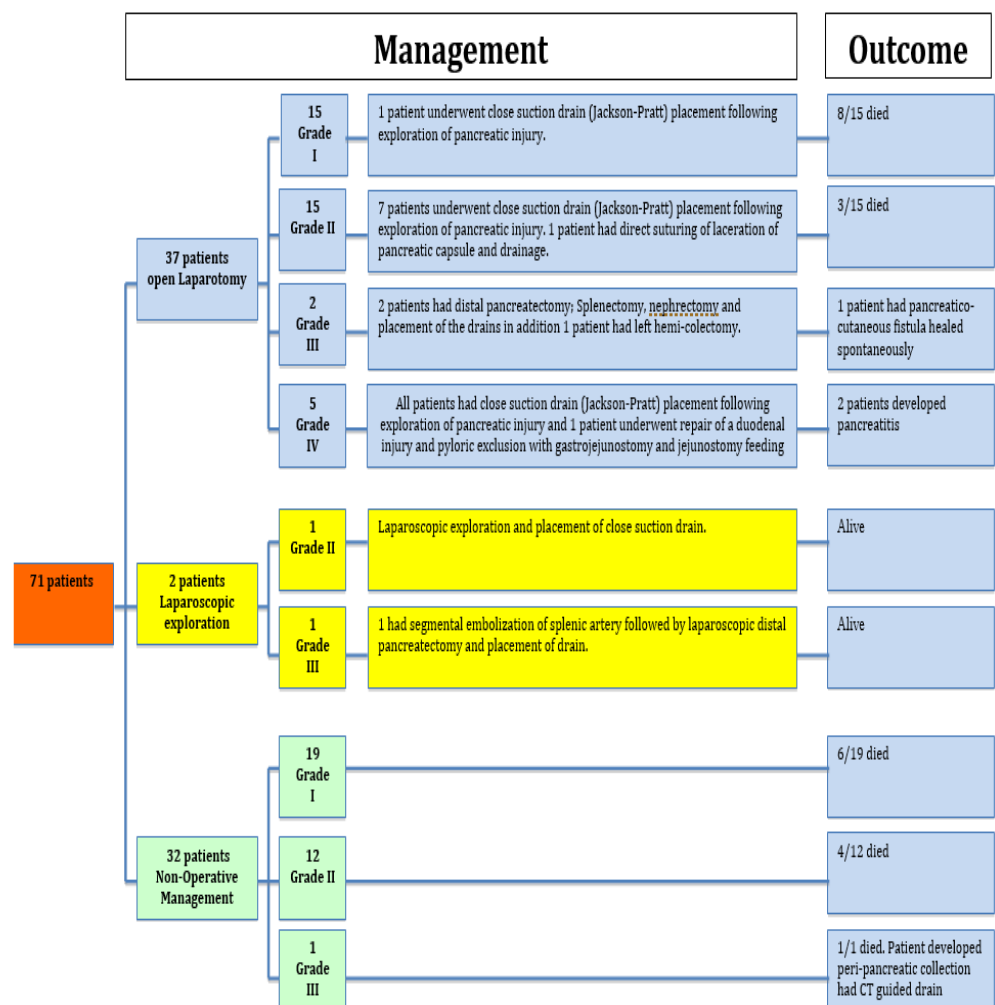 Management
Outcome
15
Grade
I
1 patient underwent close suction drain (Jackson-Pratt) placement following
exploration of pancreatic injury.
8/15 died
15
Grade II
7 patients underwent close suction drain (Jackson-Pratt) placement following
exploration of pancreatic injury. 1 patient had direct suturing of laceration of
pancreatic capsule and drainage.
3/15 died
37 patients
open Laparotomy
2
Grade
III
2 patients had distal pancreatectomy; Splenectomy, nephrectomy and
placement of the drains in addition 1 patient had left hemi-colectomy.
1 patient had pancreatico-
cutaneous fistula healed
spontaneously
5
Grade
IV
All patients had close suction drain (Jackson-Pratt) placement following
exploration of pancreatic injury and 1 patient underwent repair of a duodenal
injury and pyloric exclusion with gastrojejunostomy and jejunostomy feeding
2 patients developed
pancreatitis
71 patients
2 patients
Laparoscopic
exploration
1
Grade II
Laparoscopic exploration and placement of close suction drain.
Alive
1
Grade
III
1 had segmental embolization of splenic artery followed by laparoscopic distal
pancreatectomy and placement of drain.
Alive
32 patients
Non-Operative
Management
19
Grade
I
6/19 died
12
Grade II
4/12 died
1
Grade
III
1/1 died. Patient developed
peri-pancreatic collection
had CT guided drain